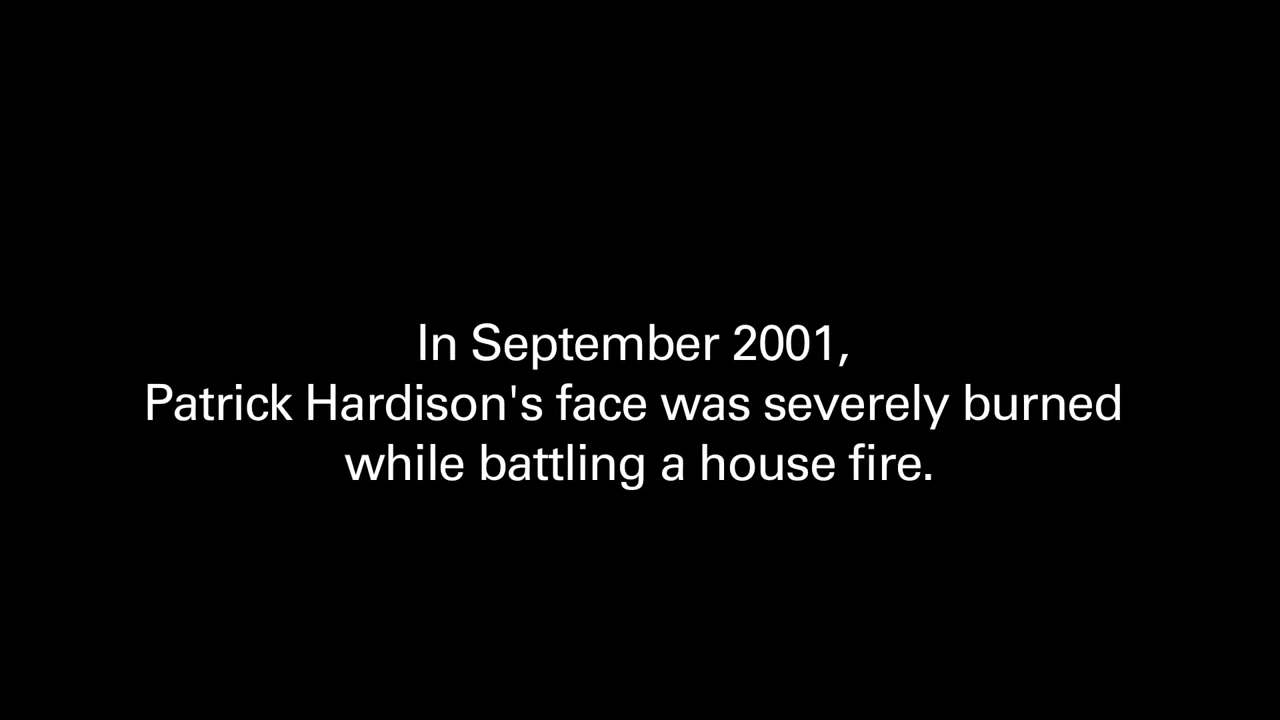 In September 2001,
Patrick Hardison's face was severely burned
while battling a house fire.